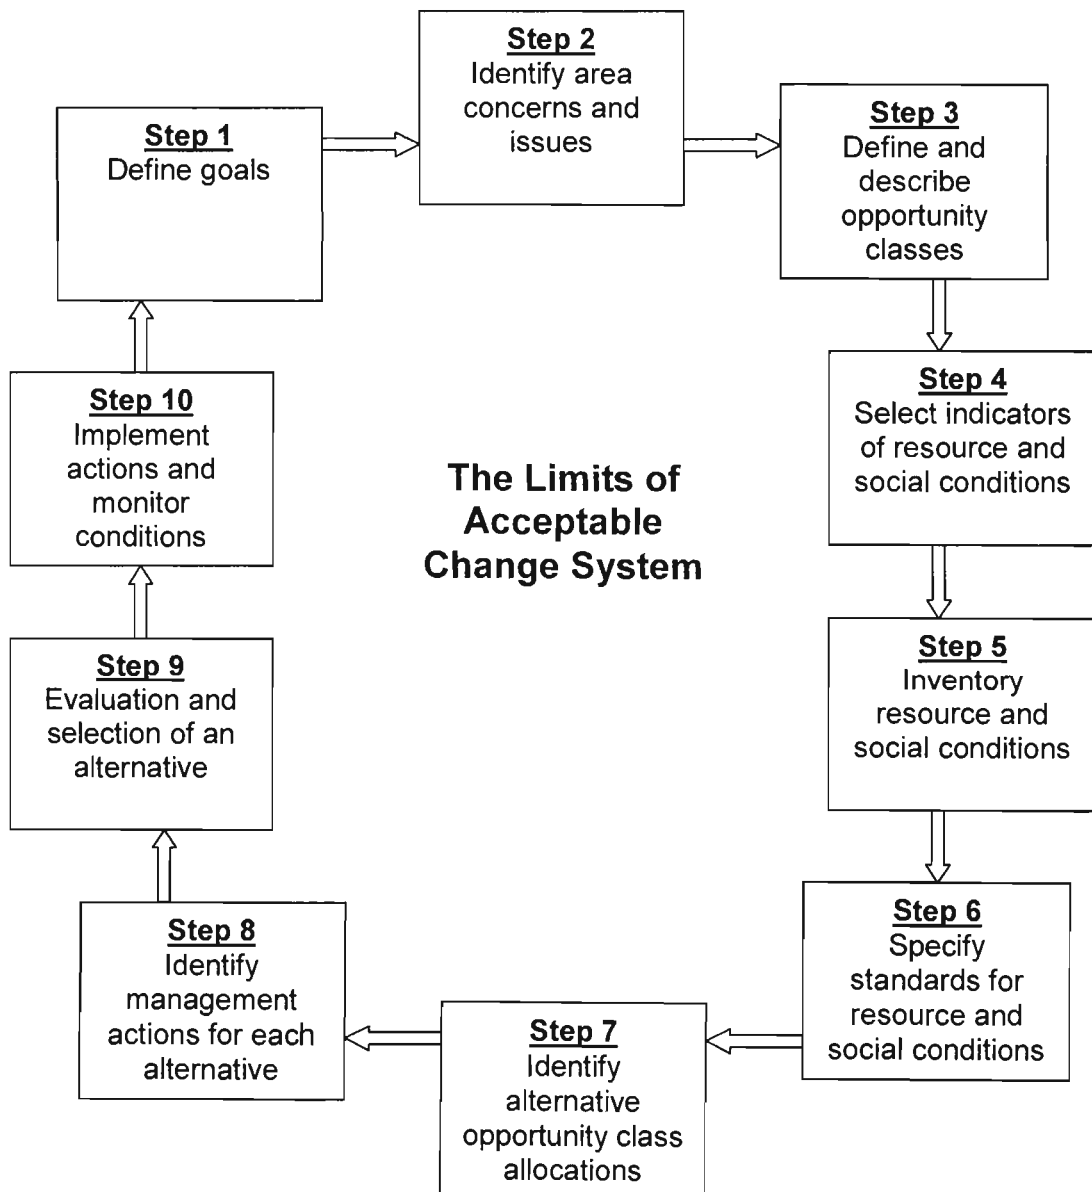 Step 1
Define goals
Step 2
Identify area
concerns and
issues
Step 3
Define and
describe
opportunity
classes
Step 4
Select indicators
of resource and
social conditions
Step 5
Inventory
resource and
social conditions
Step 6
Specify
standards for
resource and
social conditions
Step 7
Identify
alternative
opportunity class
allocations
Step 8
Identify
management
actions for each
alternative
Step 9
Evaluation and
selection of an
alternative
Step 10
Implement
actions and
monitor
conditions
The Limits of
Acceptable
Change System